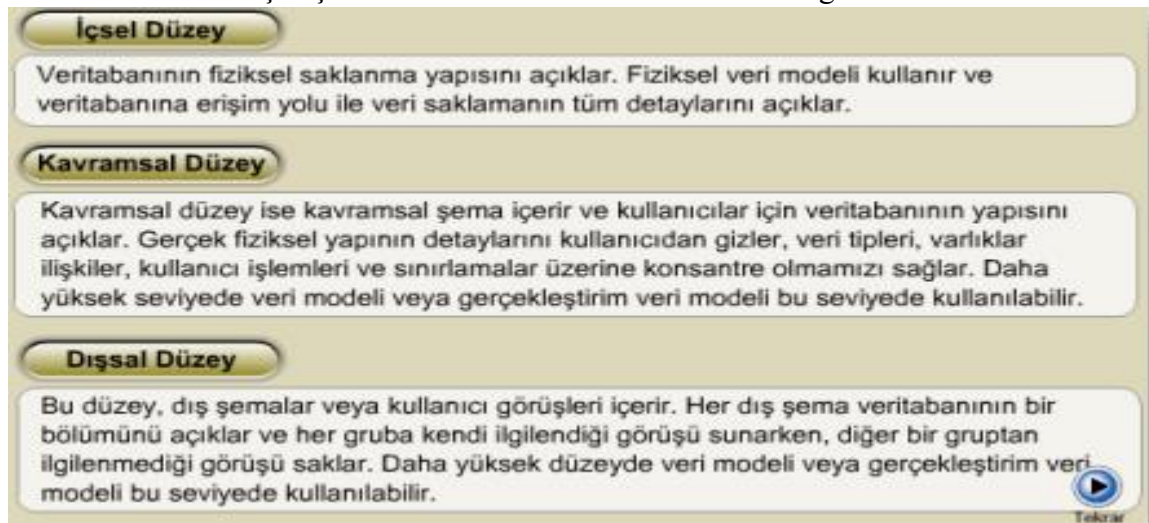 İçsel Düzey
Veritabanının fiziksel saklanma yapısını açıklar. Fiziksel veri modeli kullanır ve
veritabanına erişim yolu ile veri saklamanın tüm detaylarını açıklar.
Kavramsal Düzey
Kavramsal düzey ise kavramsal şema içerir ve kullanıcılar için veritabanının yapısını
açıklar. Gerçek fiziksel yapının detaylarını kullanıcıdan gizler, veri tipleri, varlıklar
ilişkiler, kullanıcı işlemleri ve sınırlamalar üzerine konsantre olmamızı sağlar. Daha
yüksek seviyede veri modeli veya gerçekleştirim veri modeli bu seviyede kullanılabilir.
Dışsal Düzey
Bu düzey, dış şemalar veya kullanıcı görüşleri içerir. Her dış şema veritabanının bir
bölümünü açıklar ve her gruba kendi ilgilendiği görüşü sunarken, diğer bir gruptan
ilgilenmediği görüşü saklar. Daha yüksek düzeyde veri modeli veya gerçekleştirim veri
modeli bu seviyede kullanılabilir.
Tekrar